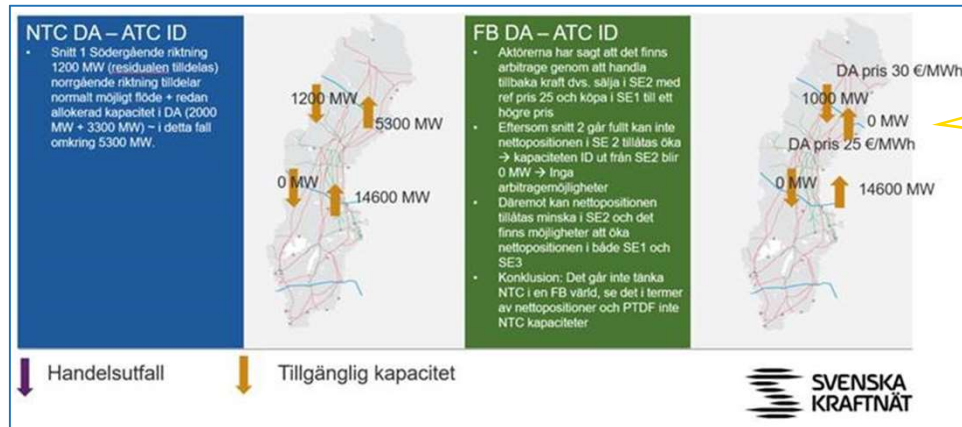 NTC DA – ATC ID
• Snitt 1 Södergående riktning
1200 MW (residualen tilldelas)
norrgående riktning tilldelar
normalt möjligt flöde + redan
allokerad kapacitet i DA (2000
MW + 3300 MW) ~ i detta fall
omkring 5300 MW.
1200 MW
5300 MW
0 MW
14600 MW
FB DA – ATC ID
• Aktörerna har sagt att det finns
arbitrage genom att handla
tillbaka kraft dvs. sälja i SE2 med
ref pris 25 och köpa i SE1 till ett
högre pris
• Eftersom snitt 2 går fullt kan inte
nettopositionen i SE 2 tillåtas öka
→ kapaciteten ID ut från SE2 blir
0 MW → Inga
arbitragemöjligheter
• Däremot kan nettopositionen
tillåtas minska i SE2 och det
finns möjligheter att öka
nettopositionen i både SE1 och
SE3
• Konklusion: Det går inte tänka
NTC i en FB värld, se det i termer
av nettopositioner och PTDF inte
NTC kapaciteter
DA pris 30 €/MWh
1000 MW
0 MW
DA pris 25 €/MWh
0 MW
14600 MW
Handelsutfall
Tillgänglig kapacitet
SVENSKA
KRAFTNÄT